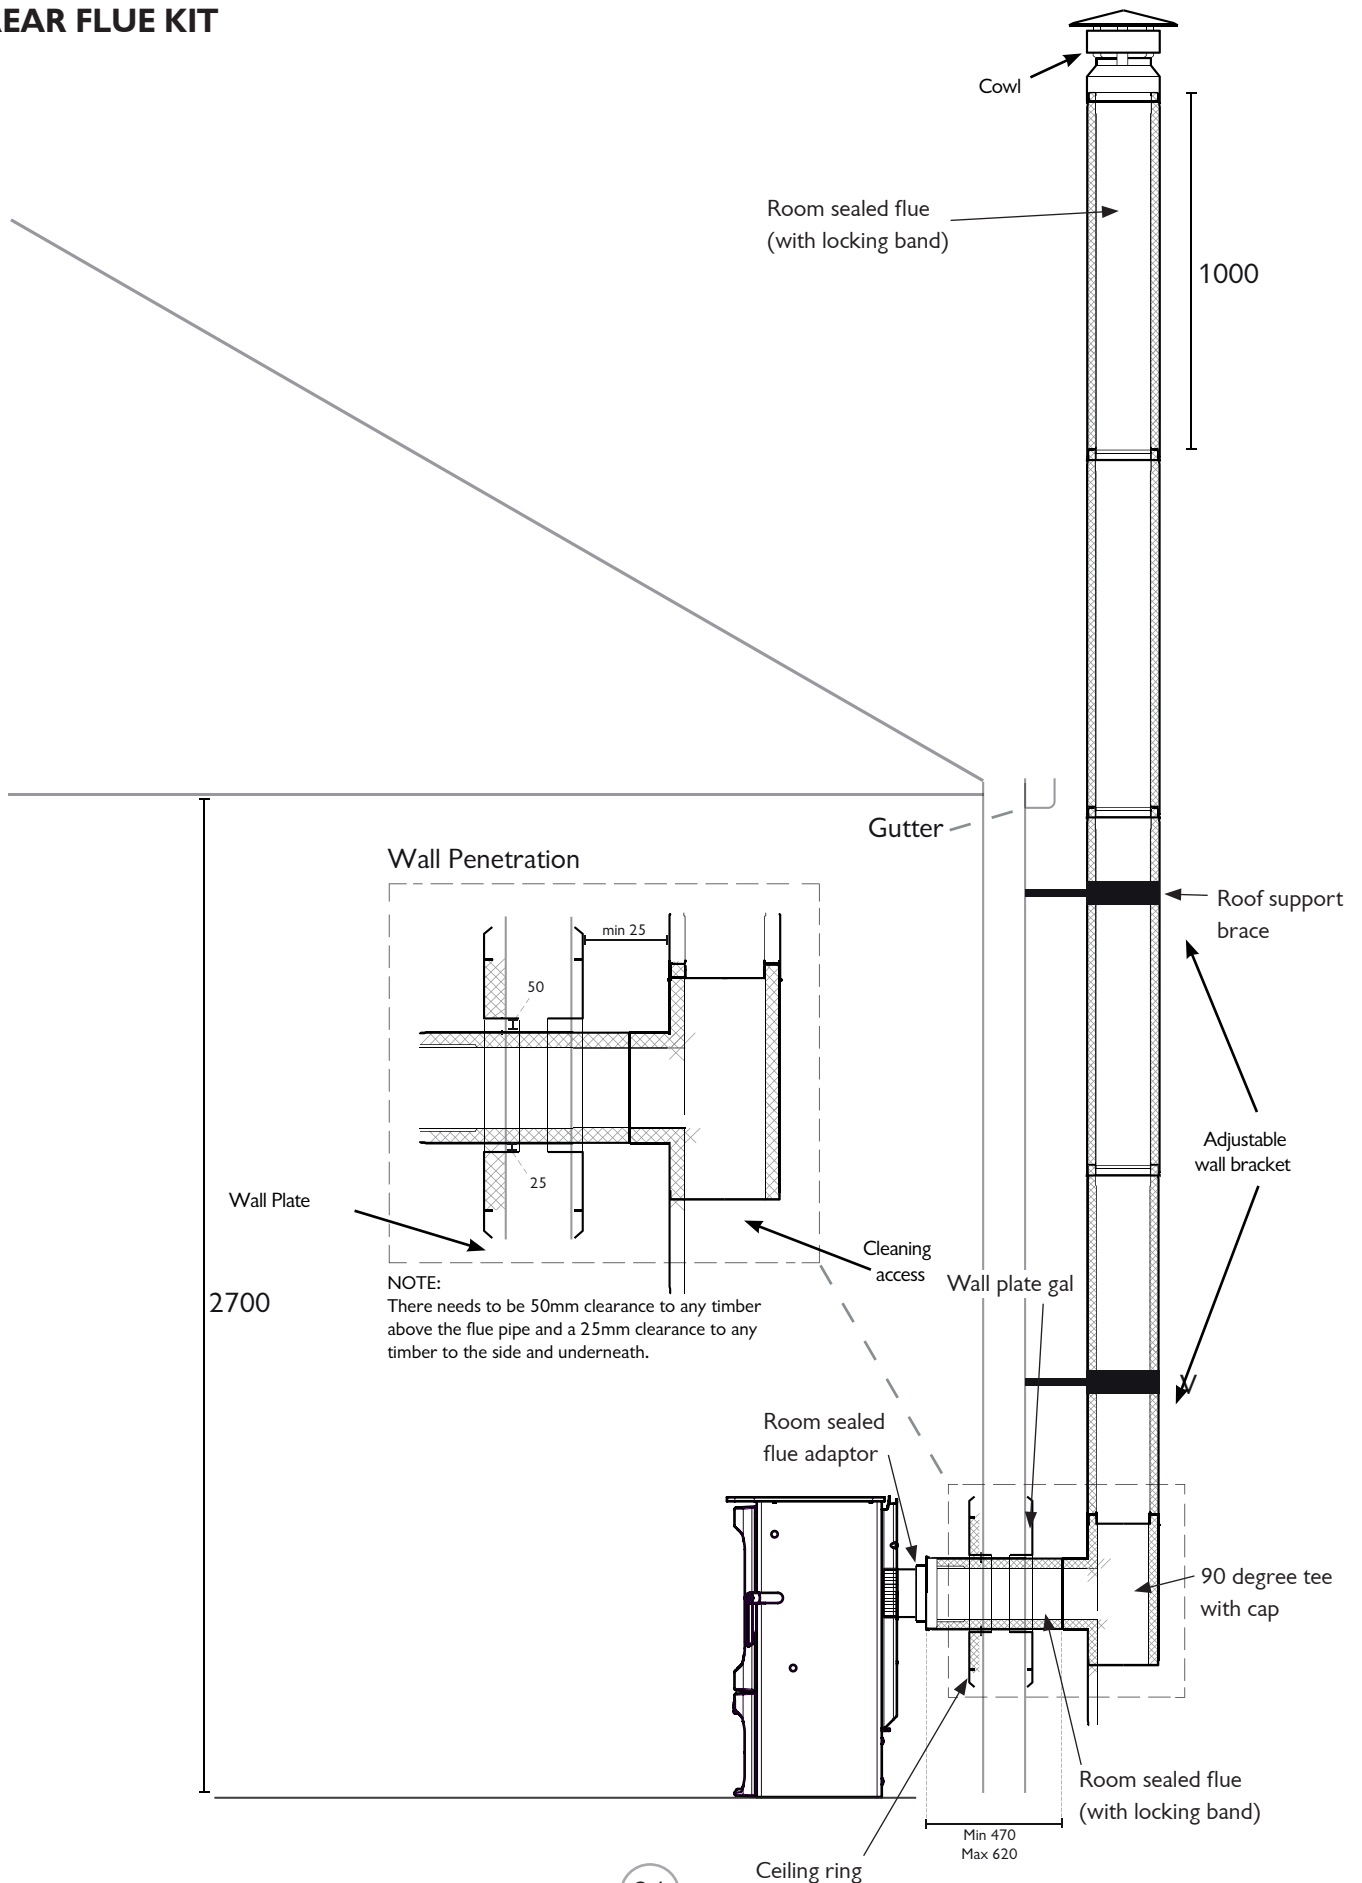 REAR FLUE KIT
Cowl
Room sealed flue
(with locking band)
1000
Gutter
Wall Penetration
Roof support
brace
min 25
50
Adjustable
wall bracket
25
Wall Plate
Cleaning
access
Wall plate gal
NOTE:
There needs to be 50mm clearance to any timber
above the flue pipe and a 25mm clearance to any
timber to the side and underneath.
2700
V
Room sealed
flue adaptor
90 degree tee
with cap
Room sealed flue
(with locking band)
Min 470
Max 620
Ceiling ring